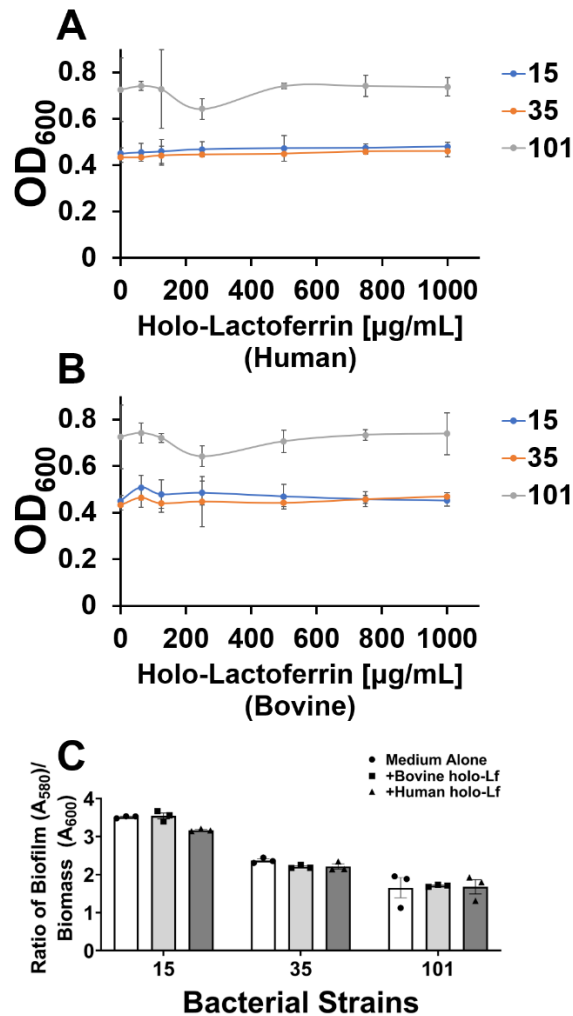 A
OD600
0.8
0.6
0.4
0.2
0
0 200 400 600 800 1000
Holo-Lactoferrin [µg/mL]
(Human)
15
35
101
B
OD600
0.8
0.6
0.4
0.2
0
0 200 400 600 800 1000
Holo-Lactoferrin [µg/mL]
(Bovine)
15
35
101
C
Medium Alone
+Bovine holo-Lf
+Human holo-Lf
Ratio of Biofilm (A580)/
Biomass (A600)
4
3
2
1
0
15 35 101
Bacterial Strains